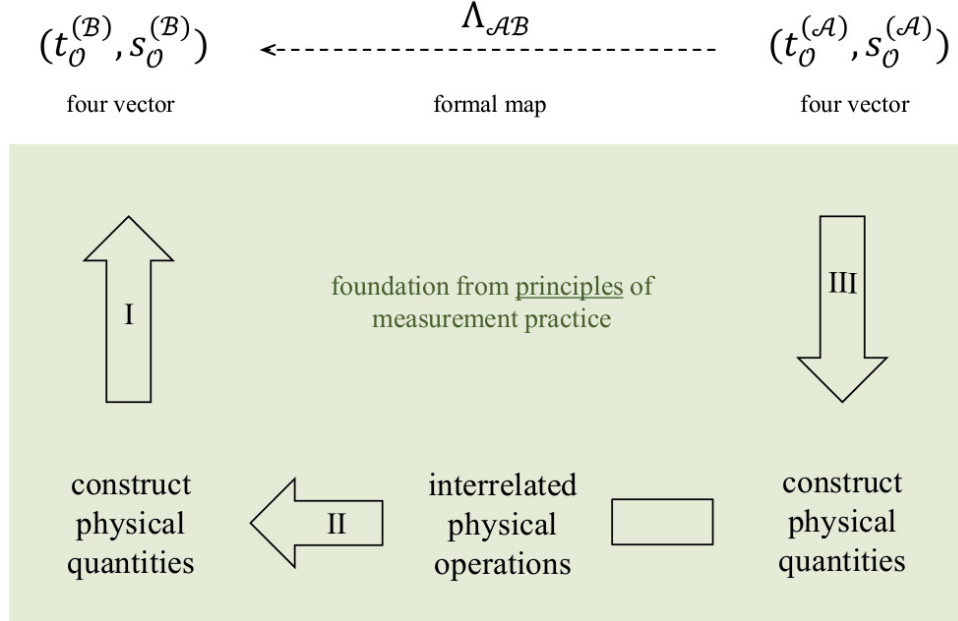 (t_𝒪^(ℬ), s_𝒪^(ℬ)) Λ_𝒜ℬ (t_𝒪^(𝒜), s_𝒪^(𝒜))
four vector formal map four vector
I
foundation from principles of
measurement practice
III
construct
physical
quantities
II
interrelated
physical
operations
construct
physical
quantities